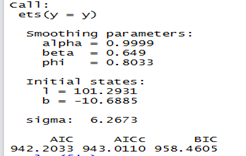 Call:
ets(y = y)
Smoothing parameters:
alpha = 0.9999
beta = 0.649
phi = 0.8033
Initial states:
l = 101.2931
b = -10.6885
sigma: 6.2673
AIC AICc BIC
942.2033 943.0110 958.4605